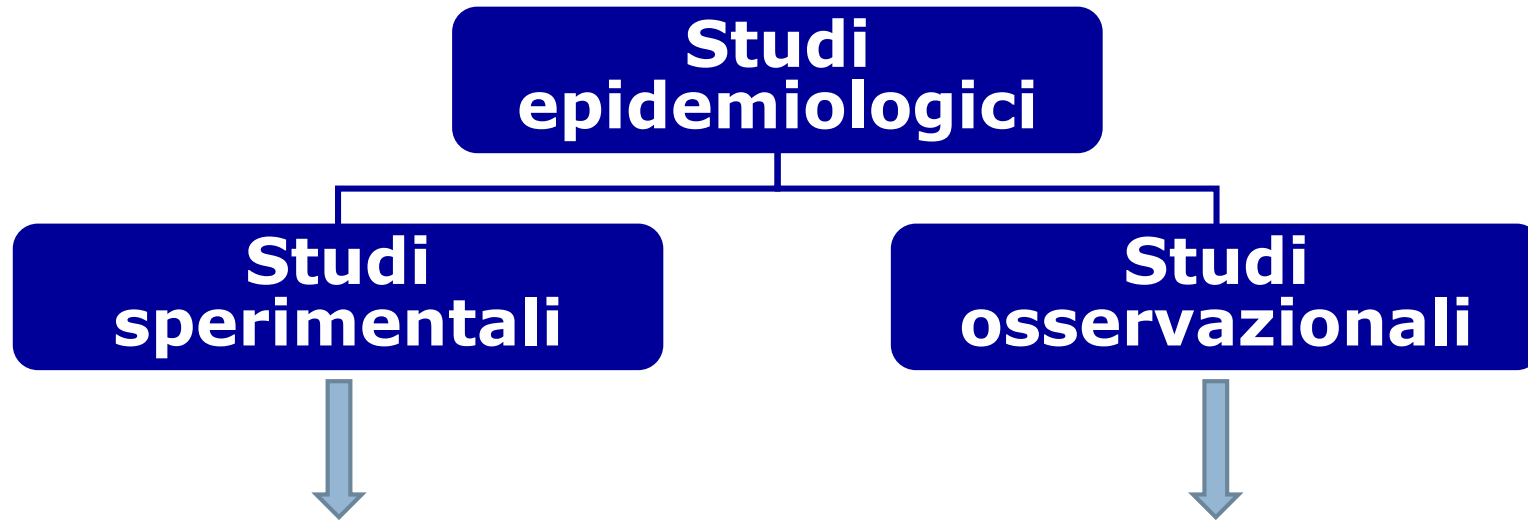 Studi
epidemiologici
Studi
sperimentali
Studi
osservazionali